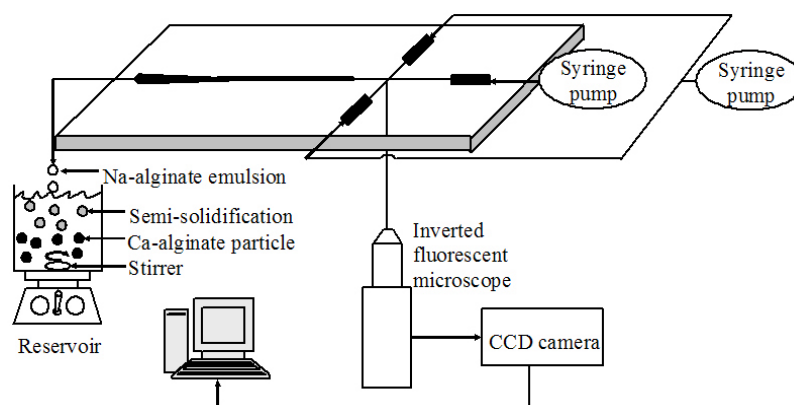 Syringe
pump
Syringe
pump
Na-alginate emulsion
Semi-solidification
Ca-alginate particle
Stirrer
Reservoir
Inverted
fluorescent
microscope
CCD camera